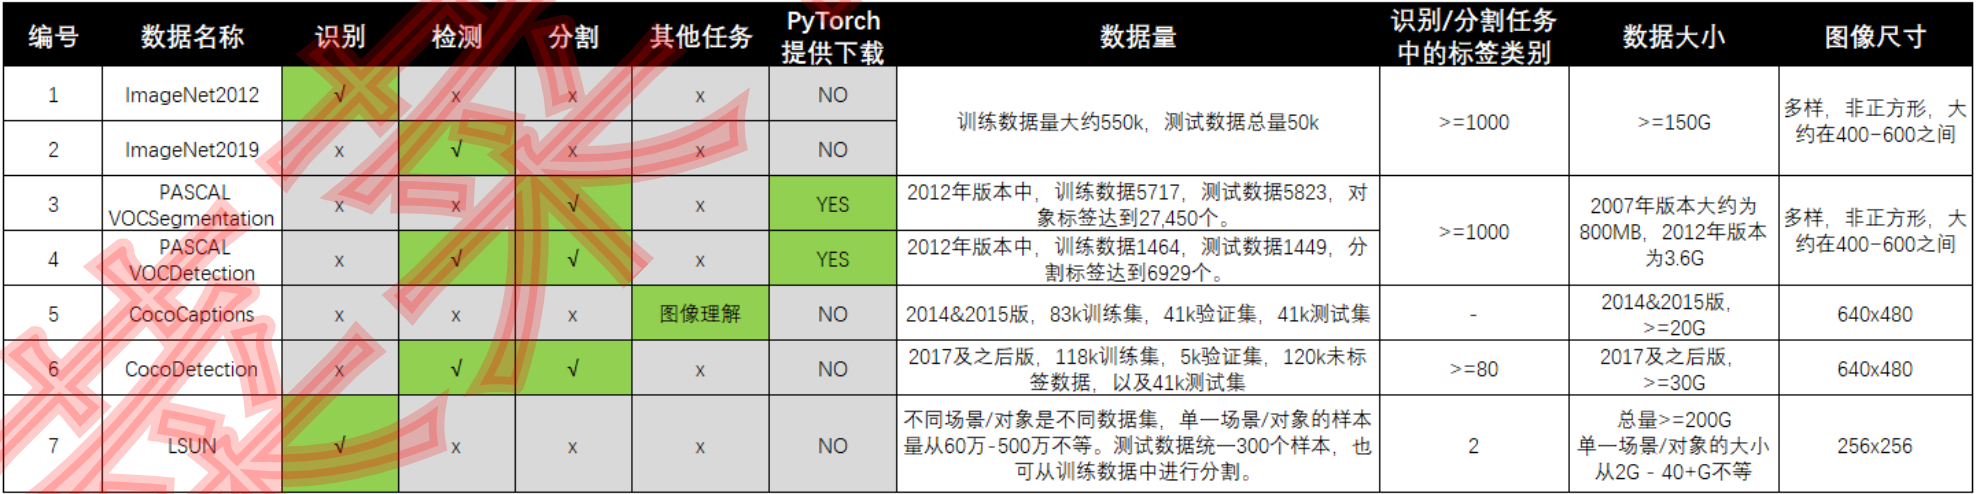 编号 数据名称 识别 检测 分割 其他任务 PyTorch 提供下载 数据量 识别/分割任务 中的标签类别 数据大小 图像尺寸
1 ImageNet2012 √ x x x NO 训练数据量大约550k，测试数据总量50k >=1000 >=150G 多样，非正方形，大
约在400-600之间
2 ImageNet2019 x √ x x NO
3 PASCAL
VOCSegmentation x x √ x YES 2012年版本中，训练数据5717，测试数据5823，对
象标签达到27,450个。 >=1000 2007年版本大约为
800MB，2012年版本
为3.6G 多样，非正方形，大
约在400-600之间
4 PASCAL
VOCDetection x √ √ x YES 2012年版本中，训练数据1464，测试数据1449，分
割标签达到6929个。
5 CocoCaptions x x x 图像理解 NO 2014&2015版，83k训练集，41k验证集，41k测试集 - 2014&2015版，
>=20G 640x480
6 CocoDetection x √ √ x NO 2017及之后版，118k训练集，5k验证集，120k未标
签数据，以及41k测试集 >=80 2017及之后版，
>=30G 640x480
7 LSUN √ x x x NO 不同场景/对象是不同数据集，单一场景/对象的样本
量从60万-500万不等。测试数据统一300个样本，也
可从训练数据中进行分割。 2 总量>=200G
单一场景/对象的大小
从2G - 40+G不等 256x256